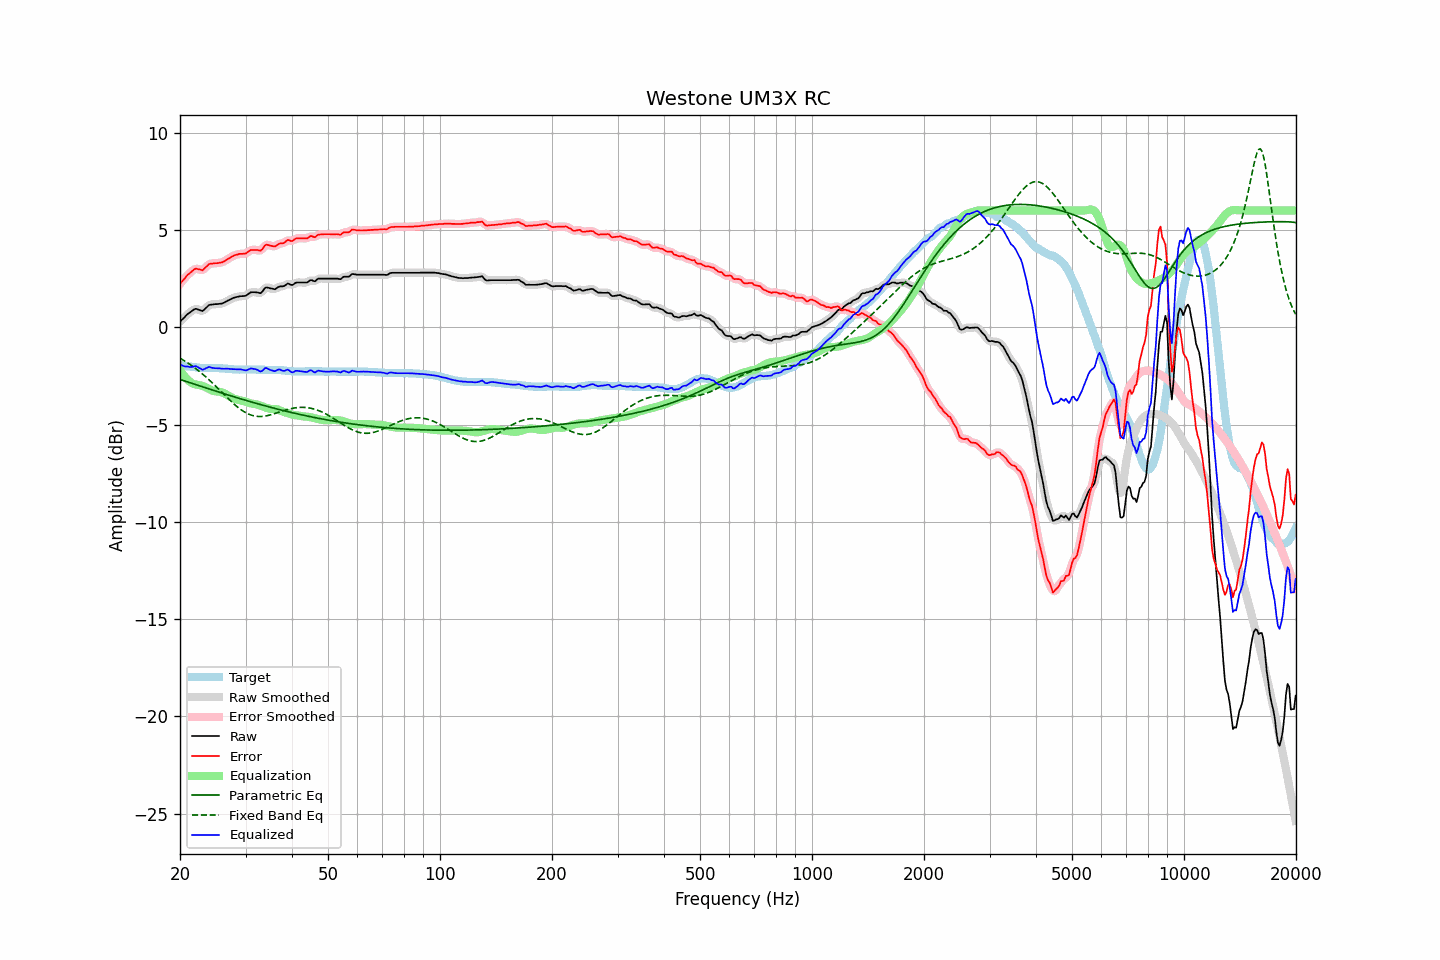 Westone UM3X RC
10
5
0
−5
−10
−15
−20
−25
Amplitude (dBr)
Target
Raw Smoothed
Error Smoothed
Raw
Error
Equalization
Parametric Eq
Fixed Band Eq
Equalized
20 50 100 200 500 1000 2000 5000 10000 20000
Frequency (Hz)